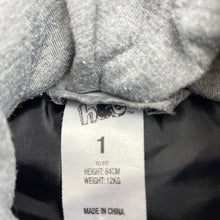 1
TO FIT
HEIGHT: 84CM
WEIGHT: 12KG
MADE IN CHINA